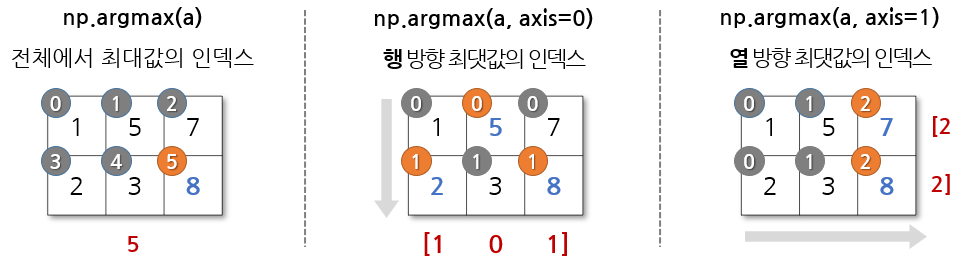 np.argmax(a)
전체에서 최대값의 인덱스
0 1 2
1 5 7
3 4 5
2 3 8
5
np.argmax(a, axis=0)
행 방향 최댓값의 인덱스
0 0 0
1 5 7
1 1 1
2 3 8
[1 0 1]
np.argmax(a, axis=1)
열 방향 최댓값의 인덱스
0 1 2
1 5 7 [2
0 1 2
2 3 8 2]